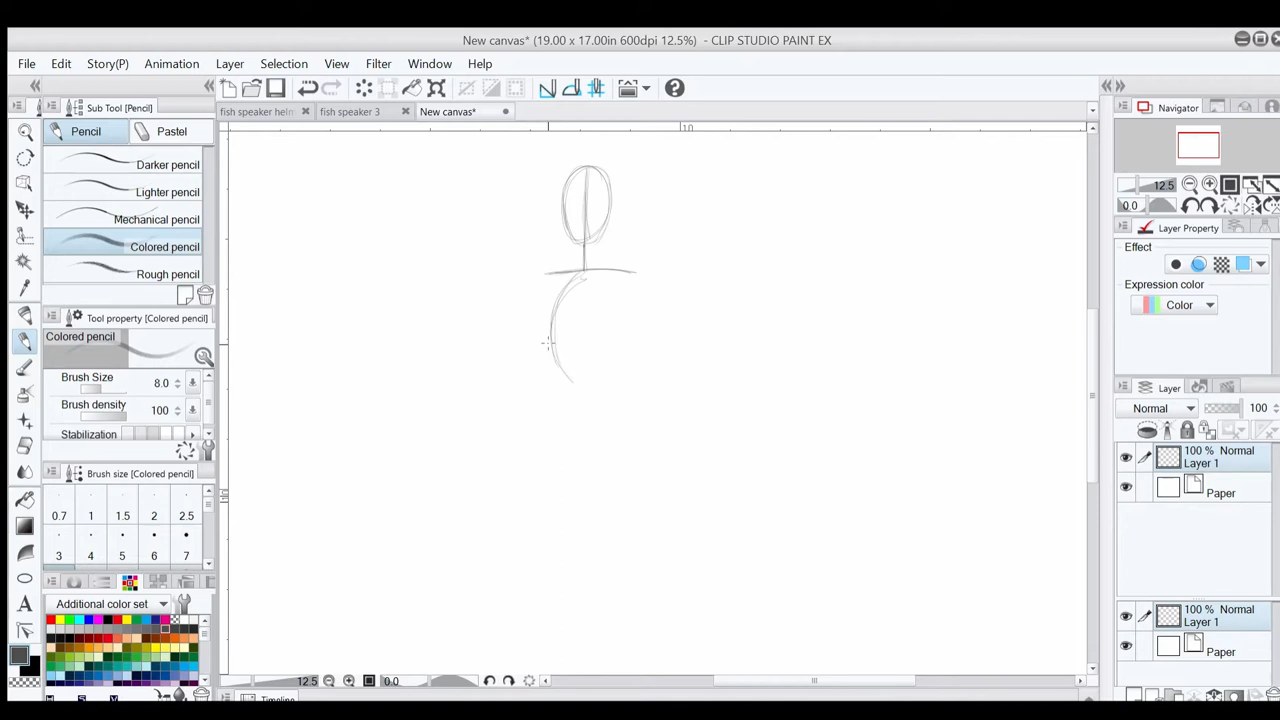 New canvas* (19.00 x 17.00in 600dpi 12.5%) - CLIP STUDIO PAINT EX
File Edit Story(P) Animation Layer Selection View Filter Window Help
Sub Tool [Pencil]
fish speaker helm
fish speaker 3
New canvas*
Navigator
Pencil
Pastel
10
Darker pencil
Lighter pencil
Mechanical pencil
Colored pencil
Rough pencil
12.5
0.0
Layer Property
Effect
Expression color
Color
Tool property [Colored pencil]
Colored pencil
Brush Size 8.0
Brush density 100
Stabilization
Layer
Normal 100
100 % Normal
Layer 1
Paper
Brush size [Colored pencil]
0.7 1 1.5 2 2.5
3 4 5 6 7
Additional color set
100 % Normal
Layer 1
Paper
12.5 0.0
Timeline